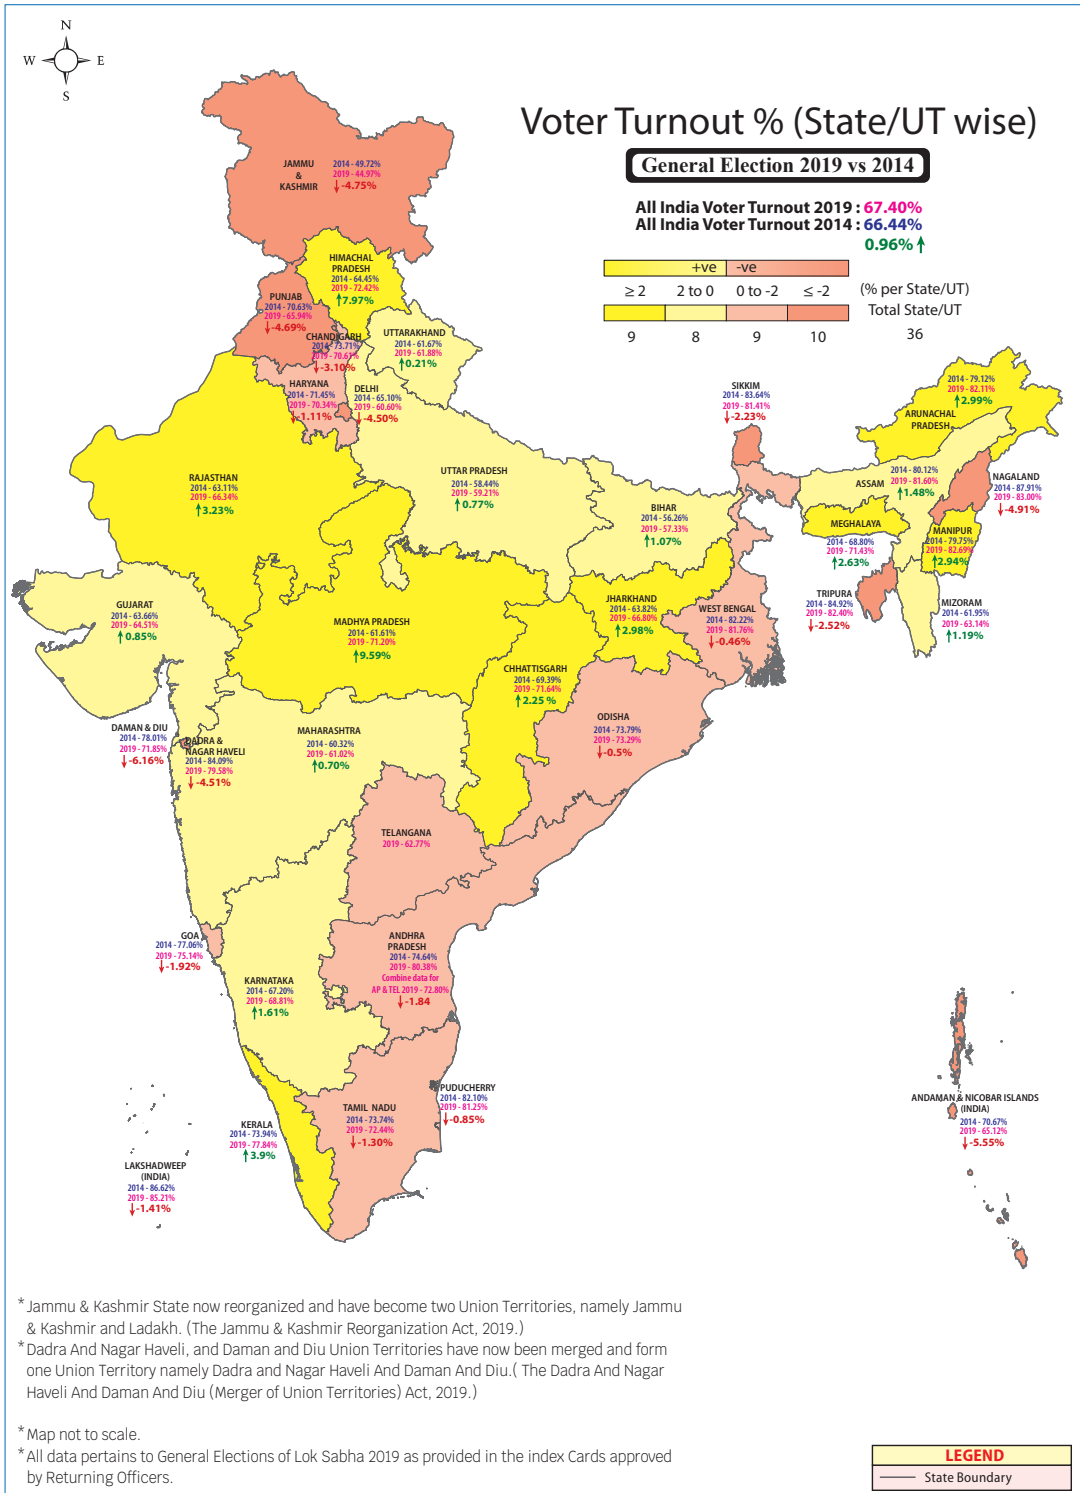 N
W E
S
Voter Turnout % (State/UT wise)
General Election 2019 vs 2014
All India Voter Turnout 2019 : 67.40%
All India Voter Turnout 2014 : 66.44%
0.96%
+ve -ve
≥ 2 2 to 0 0 to -2 ≤ -2 (% per State/UT)
Total State/UT
9 8 9 10 36
JAMMU
&
KASHMIR
2014 - 49.72%
2019 - 44.97%
-4.75%
HIMACHAL
PRADESH
2014 - 64.45%
2019 - 72.42%
7.97%
PUNJAB
2014 - 70.63%
2019 - 65.94%
-4.69%
CHANDIGARH
2014 - 73.71%
2019 - 70.61%
-3.10%
UTTARAKHAND
2014 - 61.67%
2019 - 61.88%
0.21%
HARYANA
2014 - 71.45%
2019 - 70.34%
-1.11%
DELHI
2014 - 65.10%
2019 - 60.60%
-4.50%
SIKKIM
2014 - 83.64%
2019 - 81.41%
-2.23%
2014 - 79.12%
2019 - 82.11%
2.99%
ARUNACHAL
PRADESH
RAJASTHAN
2014 - 63.11%
2019 - 66.34%
3.23%
UTTAR PRADESH
2014 - 58.44%
2019 - 59.21%
0.77%
BIHAR
2014 - 56.26%
2019 - 57.33%
1.07%
ASSAM
2014 - 80.12%
2019 - 81.60%
1.48%
NAGALAND
2014 - 87.91%
2019 - 83.00%
-4.91%
MEGHALAYA
2014 - 68.80%
2019 - 71.43%
2.63%
MANIPUR
2014 - 79.75%
2019 - 82.69%
2.94%
TRIPURA
2014 - 84.92%
2019 - 82.40%
-2.52%
MIZORAM
2014 - 61.95%
2019 - 63.14%
1.19%
GUJARAT
2014 - 63.66%
2019 - 64.51%
0.85%
MADHYA PRADESH
2014 - 61.61%
2019 - 71.20%
9.59%
JHARKHAND
2014 - 63.82%
2019 - 66.80%
2.98%
WEST BENGAL
2014 - 82.22%
2019 - 81.76%
-0.46%
CHHATTISGARH
2014 - 69.39%
2019 - 71.64%
2.25 %
ODISHA
2014 - 73.79%
2019 - 73.29%
-0.5%
DAMAN & DIU
2014 - 78.01%
2019 - 71.85%
-6.16%
DADRA &
NAGAR HAVELI
2014 - 84.09%
2019 - 79.58%
-4.51%
MAHARASHTRA
2014 - 60.32%
2019 - 61.02%
0.70%
TELANGANA
2019 - 62.77%
GOA
2014 - 77.06%
2019 - 75.14%
-1.92%
ANDHRA
PRADESH
2014 - 74.64%
2019 - 80.38%
Combine data for
AP & TEL 2019 - 72.80%
-1.84
KARNATAKA
2014 - 67.20%
2019 - 68.81%
1.61%
PUDUCHERRY
2014 - 82.10%
2019 - 81.25%
-0.85%
TAMIL NADU
2014 - 73.74%
2019 - 72.44%
-1.30%
KERALA
2014 - 73.94%
2019 - 77.84%
3.9%
ANDAMAN & NICOBAR ISLANDS
(INDIA)
2014 - 70.67%
2019 - 65.12%
-5.55%
LAKSHADWEEP
(INDIA)
2014 - 86.62%
2019 - 85.21%
-1.41%
* Jammu & Kashmir State now reorganized and have become two Union Territories, namely Jammu
& Kashmir and Ladakh. (The Jammu & Kashmir Reorganization Act, 2019.)
* Dadra And Nagar Haveli, and Daman and Diu Union Territories have now been merged and form
one Union Territory namely Dadra and Nagar Haveli And Daman And Diu.( The Dadra And Nagar
Haveli And Daman And Diu (Merger of Union Territories) Act, 2019.)
* Map not to scale.
* All data pertains to General Elections of Lok Sabha 2019 as provided in the index Cards approved
by Returning Officers.
LEGEND
State Boundary